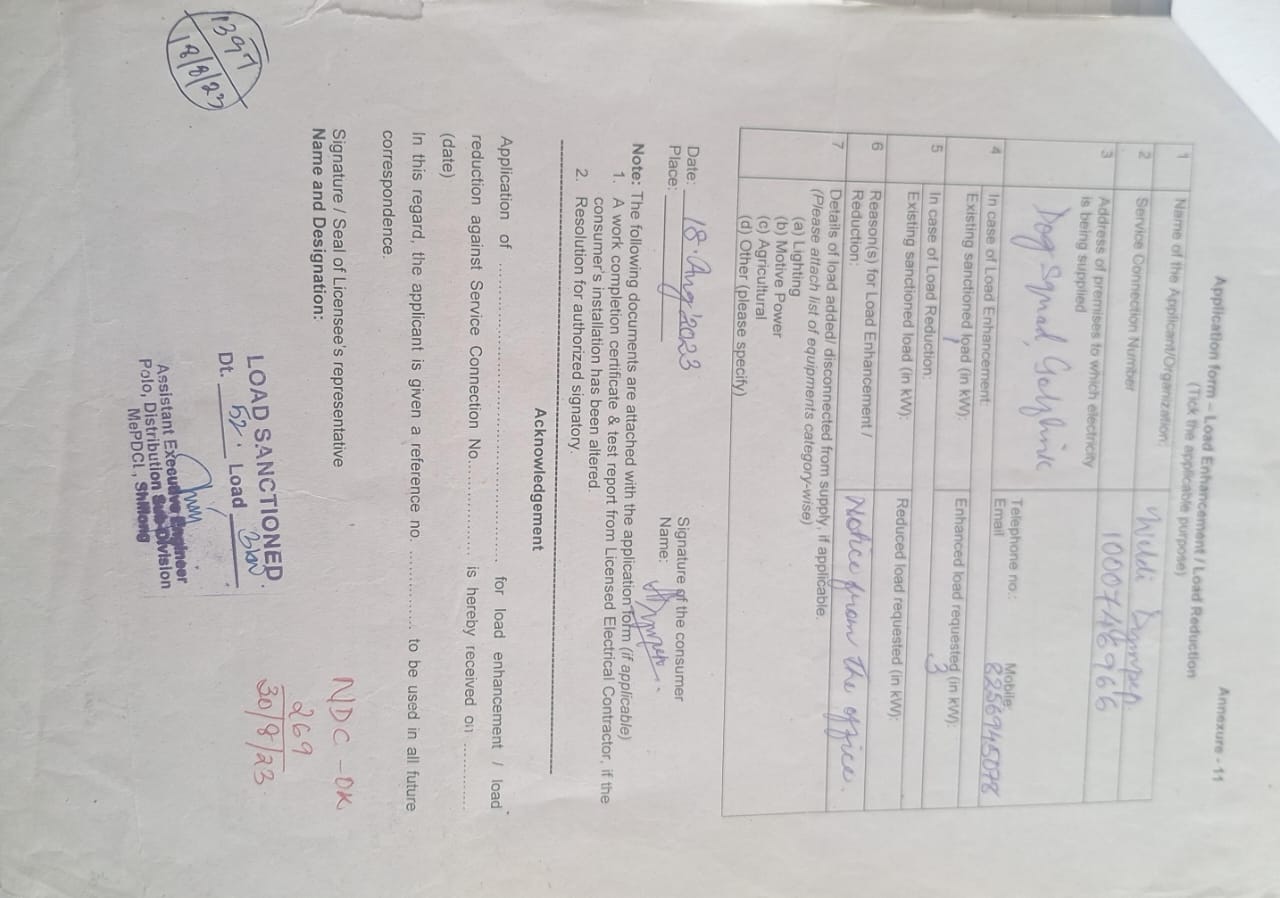 Annexure - 11
Application form – Load Enhancement / Load Reduction
(Tick the applicable purpose)
1 Name of the Applicant/Organization:
2 Service Connection Number 1000748966
3 Address of premises to which electricity is being supplied
Dog Squad, Golflink
Telephone no.: Mobile:
Email 8256945078
4 In case of Load Enhancement:
Existing sanctioned load (in kW): 1 Enhanced load requested (in kW): 3
5 In case of Load Reduction:
Existing sanctioned load (in kW): Reduced load requested (in kW):
6 Reason(s) for Load Enhancement / Reduction: Notice from the office.
7 Details of load added/ disconnected from supply, if applicable.
(Please attach list of equipments category-wise)
(a) Lighting
(b) Motive Power
(c) Agricultural
(d) Other (please specify)
Date: 18. Aug'2023
Place:
Signature of the consumer
Name:
Note: The following documents are attached with the application form (if applicable)
1. A work completion certificate & test report from Licensed Electrical Contractor, if the
consumer's installation has been altered.
2. Resolution for authorized signatory.
Acknowledgement
Application of ........................................................ for load enhancement / load
reduction against Service Connection No................... is hereby received on ............
(date)
In this regard, the applicant is given a reference no. ............... to be used in all future
correspondence.
Signature / Seal of Licensee's representative
Name and Designation:
NDC - OK
269
30/8/23
LOAD SANCTIONED
Dt. Load 3kw
Assistant Executive Engineer
Polo, Distribution Sub-Division
MePDCL, Shillong
1397
18/8/23